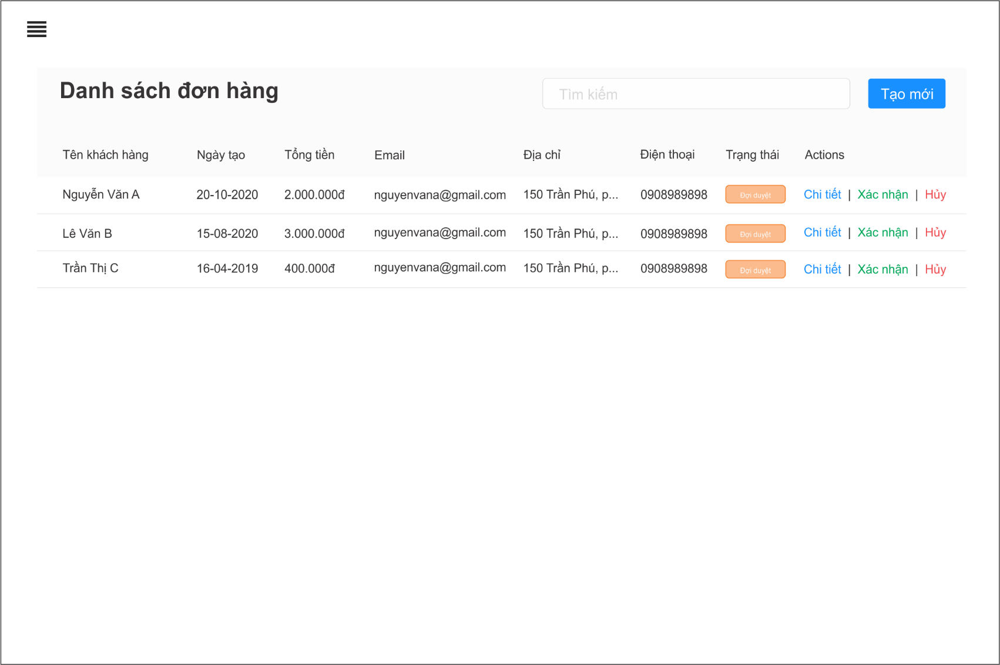 Danh sách đơn hàng
Tìm kiếm
Tạo mới
Tên khách hàng Ngày tạo Tổng tiền Email Địa chỉ Điện thoại Trạng thái Actions
Nguyễn Văn A 20-10-2020 2.000.000đ nguyenvana@gmail.com 150 Trần Phú, p... 0908989898 Đợi duyệt Chi tiết | Xác nhận | Hủy
Lê Văn B 15-08-2020 3.000.000đ nguyenvana@gmail.com 150 Trần Phú, p... 0908989898 Đợi duyệt Chi tiết | Xác nhận | Hủy
Trần Thị C 16-04-2019 400.000đ nguyenvana@gmail.com 150 Trần Phú, p... 0908989898 Đợi duyệt Chi tiết | Xác nhận | Hủy